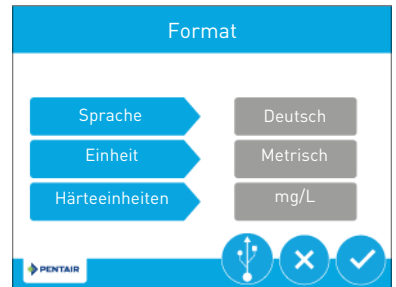 Format
Sprache Deutsch
Einheit Metrisch
Härteeinheiten mg/L
PENTAIR